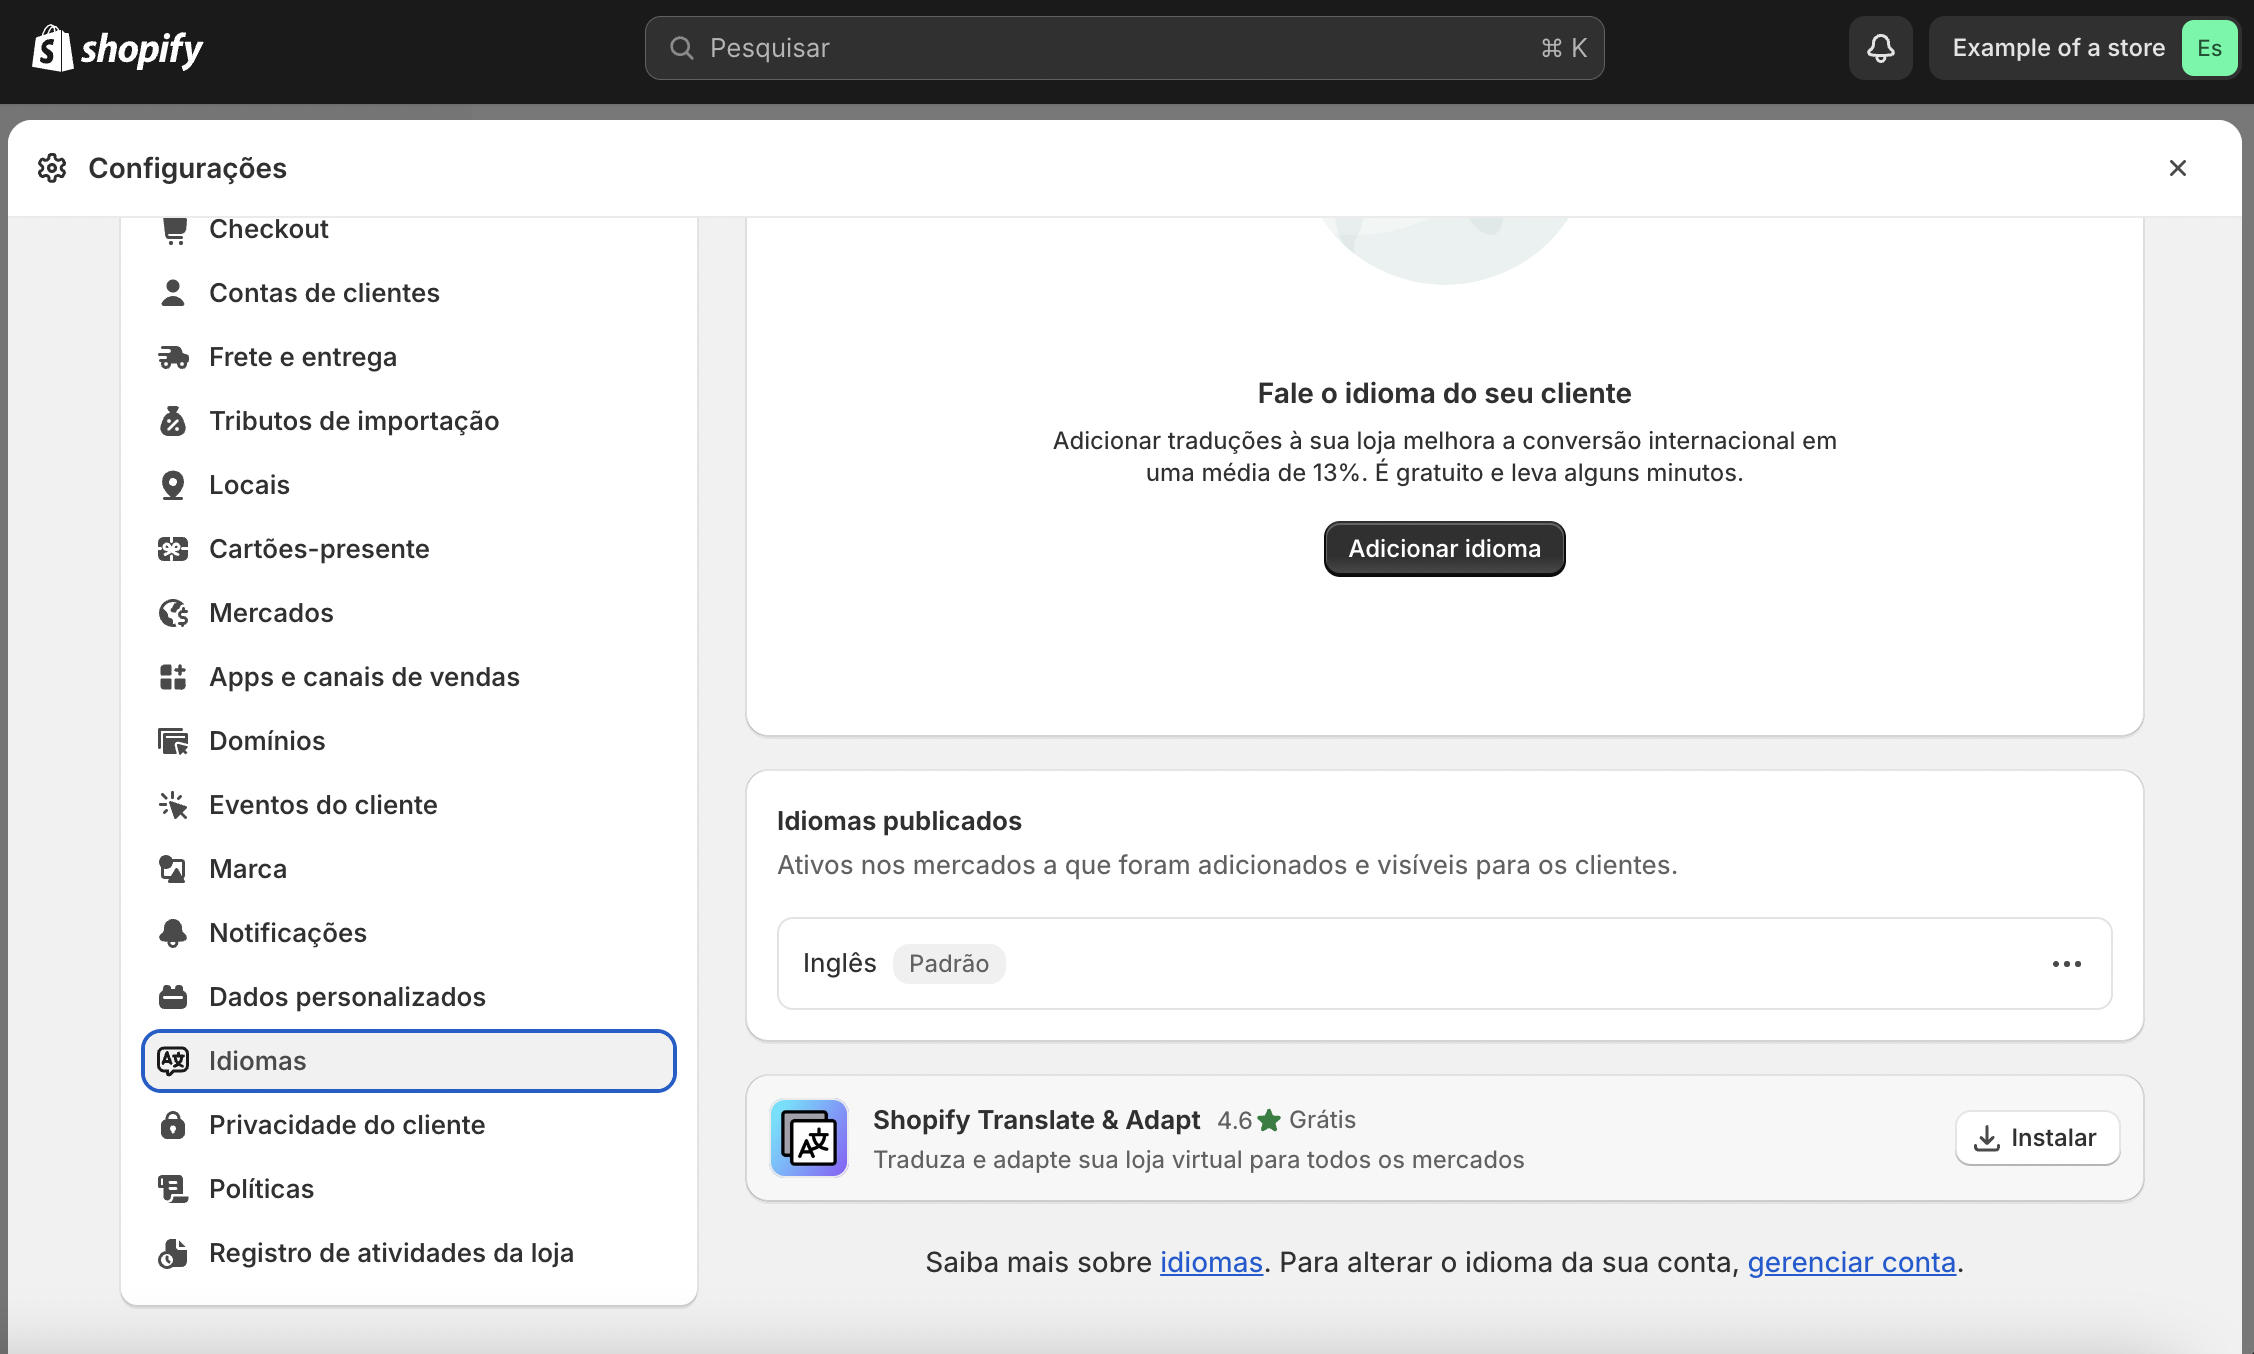 shopify
Pesquisar
⌘ K
Example of a store
Es
Configurações
Checkout
Contas de clientes
Frete e entrega
Tributos de importação
Locais
Cartões-presente
Mercados
Apps e canais de vendas
Domínios
Eventos do cliente
Marca
Notificações
Dados personalizados
Idiomas
Privacidade do cliente
Políticas
Registro de atividades da loja
Fale o idioma do seu cliente
Adicionar traduções à sua loja melhora a conversão internacional em
uma média de 13%. É gratuito e leva alguns minutos.
Adicionar idioma
Idiomas publicados
Ativos nos mercados a que foram adicionados e visíveis para os clientes.
Inglês Padrão
Shopify Translate & Adapt 4.6★ Grátis
Traduza e adapte sua loja virtual para todos os mercados
Instalar
Saiba mais sobre idiomas. Para alterar o idioma da sua conta, gerenciar conta.